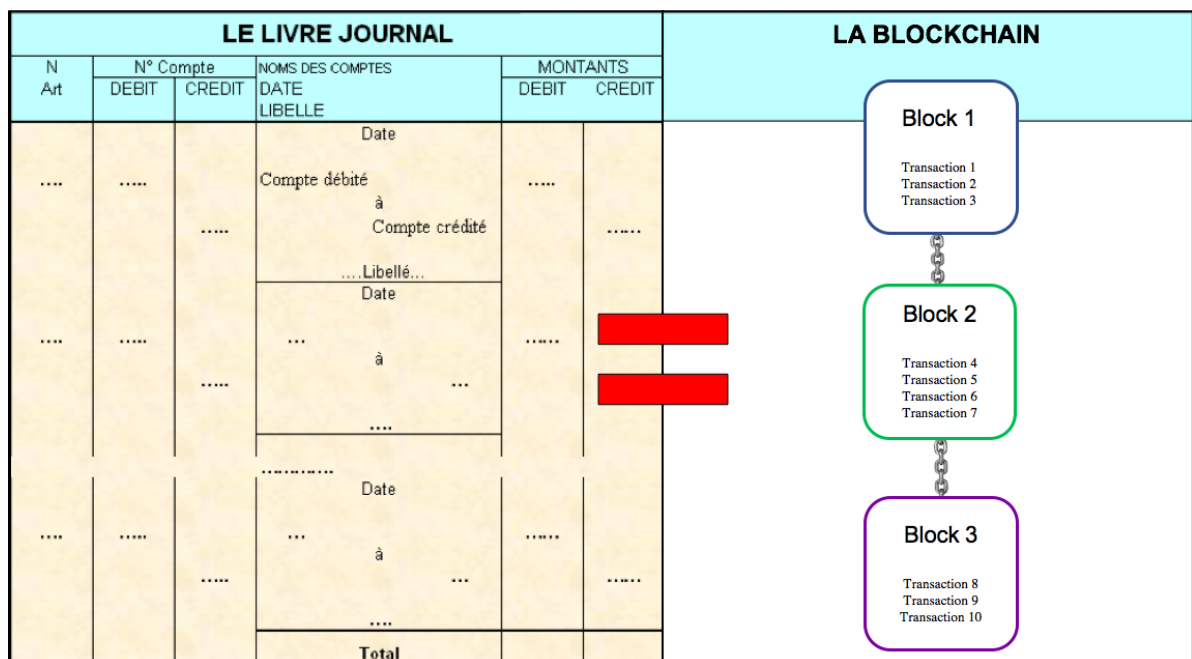 LE LIVRE JOURNAL
N Art
N° Compte
DEBIT CREDIT
NOMS DES COMPTES
DATE
LIBELLE
MONTANTS
DEBIT CREDIT
Date
.... ..... Compte débité .....
à
..... Compte crédité ......
....Libellé...
Date
.... ..... ... ......
à
..... ...
....
.............
Date
.... ..... ... ......
à
..... ... ......
....
Total
LA BLOCKCHAIN
Block 1
Transaction 1
Transaction 2
Transaction 3
Block 2
Transaction 4
Transaction 5
Transaction 6
Transaction 7
Block 3
Transaction 8
Transaction 9
Transaction 10